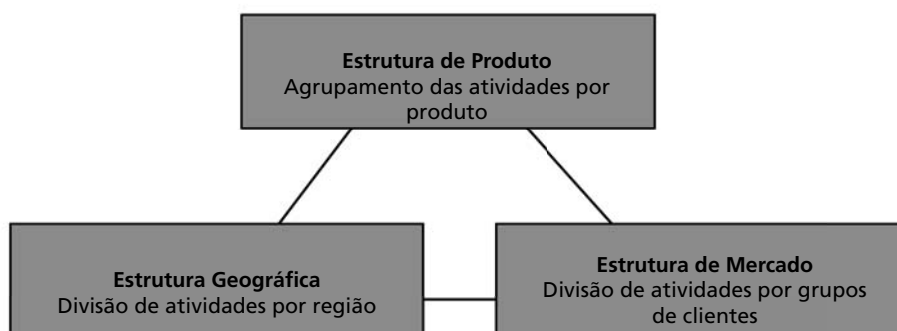 Estrutura de Produto
Agrupamento das atividades por
produto
Estrutura Geográfica
Divisão de atividades por região
Estrutura de Mercado
Divisão de atividades por grupos
de clientes